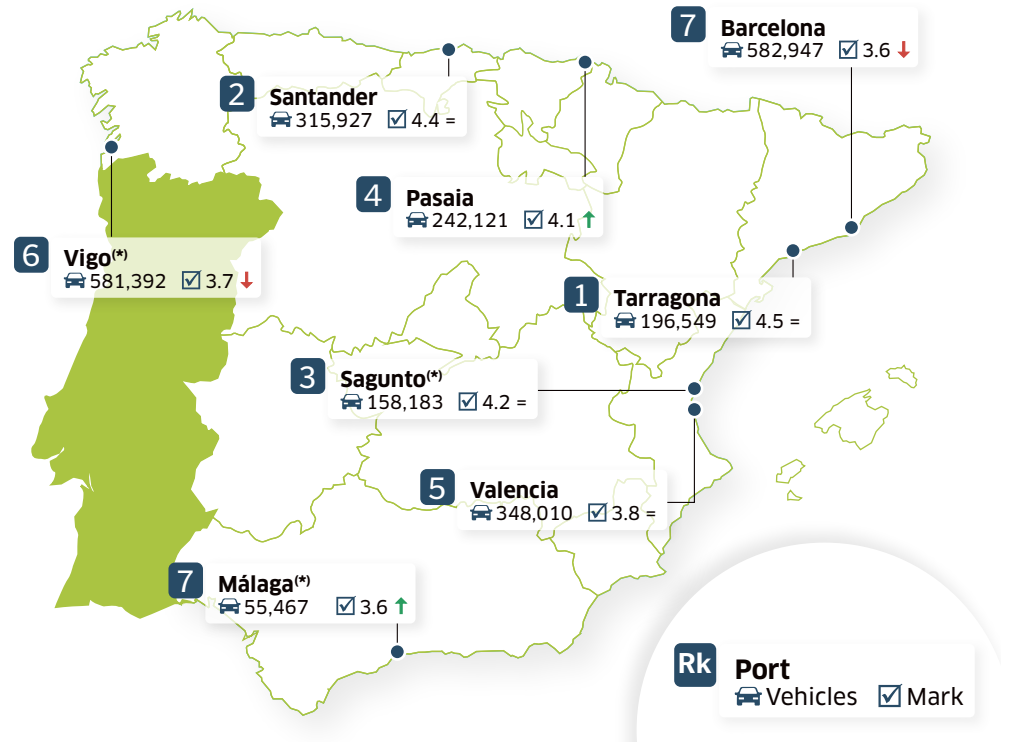 7
Barcelona
582,947 3.6 ↓
2
Santander
315,927 4.4 =
4
Pasaia
242,121 4.1 ↑
6
Vigo(*)
581,392 3.7 ↓
1
Tarragona
196,549 4.5 =
3
Sagunto(*)
158,183 4.2 =
5
Valencia
348,010 3.8 =
7
Málaga(*)
55,467 3.6 ↑
Rk
Port
Vehicles Mark